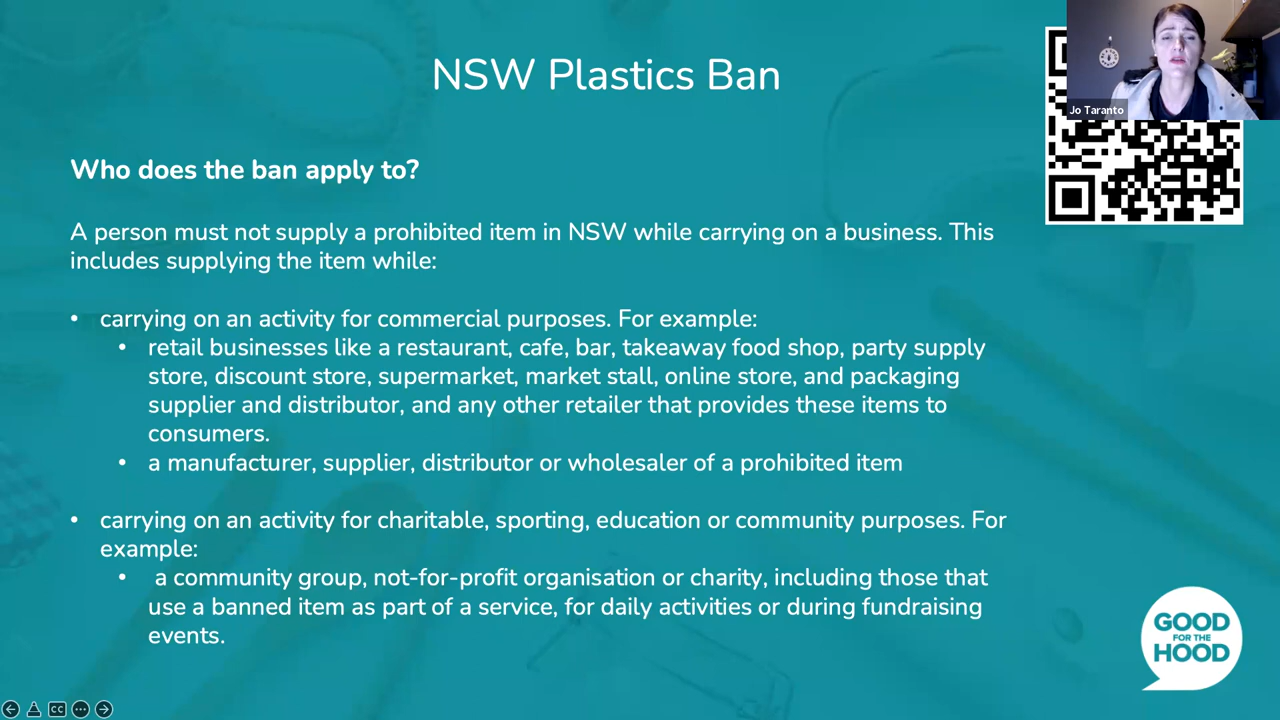 NSW Plastics Ban
Jo Taranto
Who does the ban apply to?
A person must not supply a prohibited item in NSW while carrying on a business. This
includes supplying the item while:
• carrying on an activity for commercial purposes. For example:
• retail businesses like a restaurant, cafe, bar, takeaway food shop, party supply
store, discount store, supermarket, market stall, online store, and packaging
supplier and distributor, and any other retailer that provides these items to
consumers.
• a manufacturer, supplier, distributor or wholesaler of a prohibited item
• carrying on an activity for charitable, sporting, education or community purposes. For
example:
• a community group, not-for-profit organisation or charity, including those that
use a banned item as part of a service, for daily activities or during fundraising
events.
GOOD
FOR THE
HOOD
CC